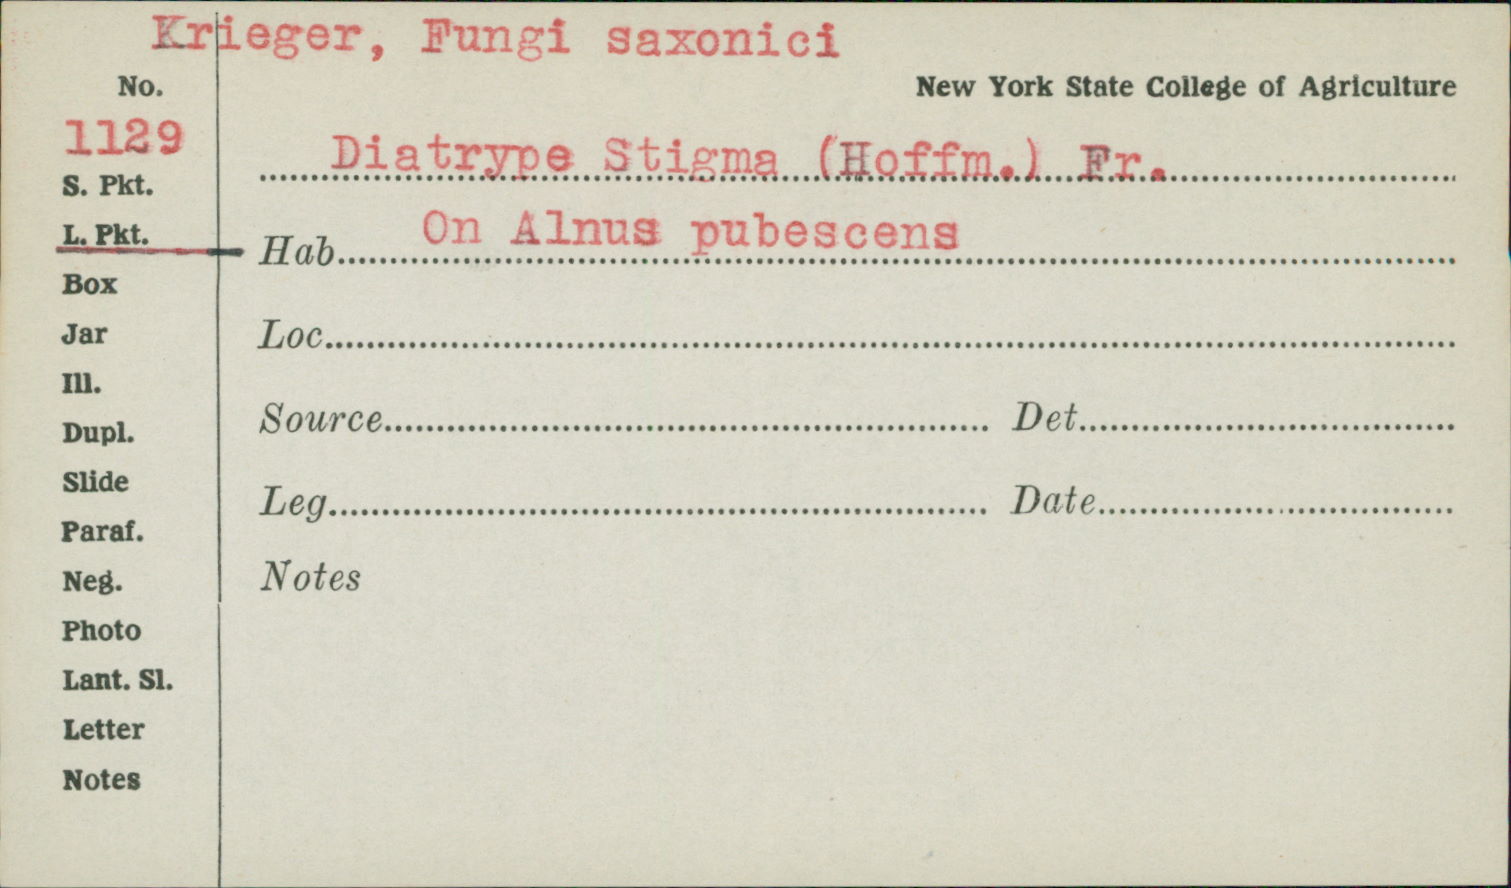 Krieger, Fungi saxonici
No.
New York State College of Agriculture
1129
Diatrype Stigma (Hoffm.) Fr.
S. Pkt.
On Alnus pubescens
L. Pkt.
Hab
Box
Loc
Jar
Ill.
Source Det
Dupl.
Slide
Leg Date
Paraf.
Neg.
Notes
Photo
Lant. Sl.
Letter
Notes